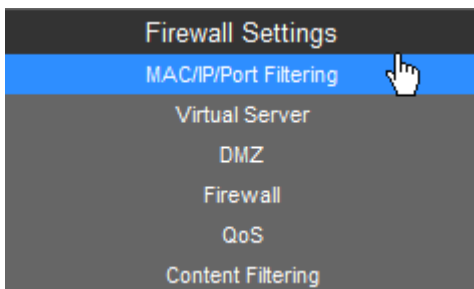 Firewall Settings
MAC/IP/Port Filtering
Virtual Server
DMZ
Firewall
QoS
Content Filtering